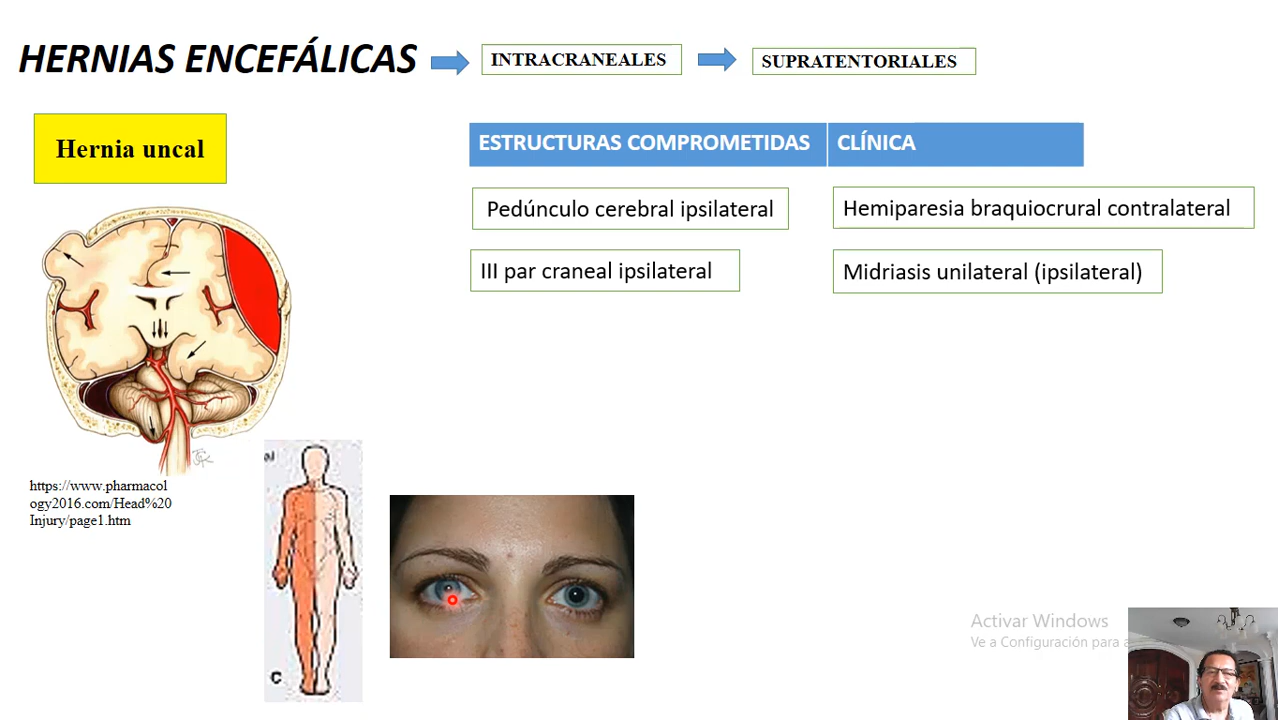 HERNIAS ENCEFÁLICAS
INTRACRANEALES
SUPRATENTORIALES
Hernia uncal
ESTRUCTURAS COMPROMETIDAS
CLÍNICA
Pedúnculo cerebral ipsilateral
Hemiparesia braquiocrural contralateral
III par craneal ipsilateral
Midriasis unilateral (ipsilateral)
https://www.pharmacol
ogy2016.com/Head%20
Injury/page1.htm
C
Activar Windows
Ve a Configuración para